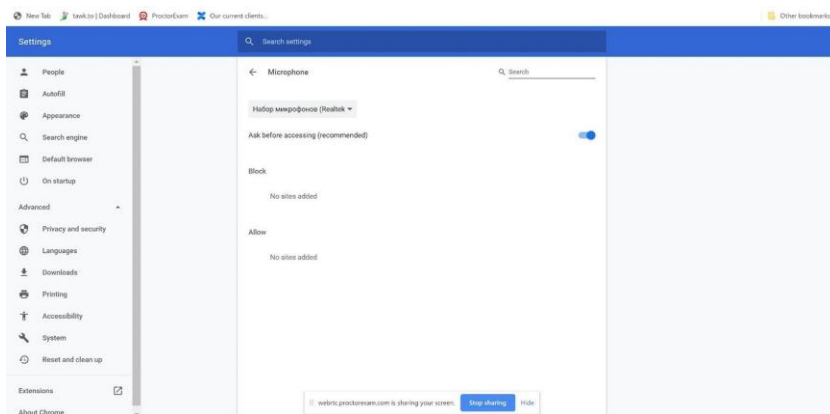 New Tab tawk.to | Dashboard ProctorExam Our current clients... Other bookmarks
Settings Search settings
People
Autofill
Appearance
Search engine
Default browser
On startup
Advanced
Privacy and security
Languages
Downloads
Printing
Accessibility
System
Reset and clean up
Extensions
About Chrome
Microphone Search
Набор микрофонов (Realtek
Ask before accessing (recommended)
Block
No sites added
Allow
No sites added
webrtc.proctorexam.com is sharing your screen. Stop sharing Hide